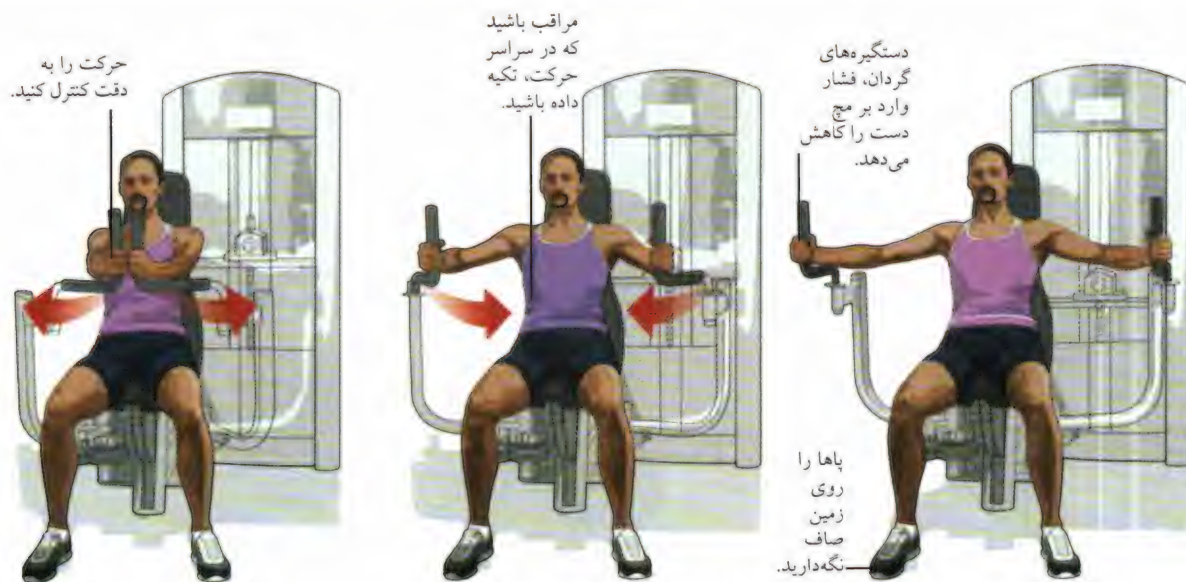 دستگیره‌های
گردان، فشار
وارد بر مچ
دست را کاهش
می‌دهد.
پاها را
روی
زمین
صاف
نگه‌دارید.
مراقب باشید
که در سراسر
حرکت، تکیه
داده باشید.
حرکت را به
دقت کنترل کنید.